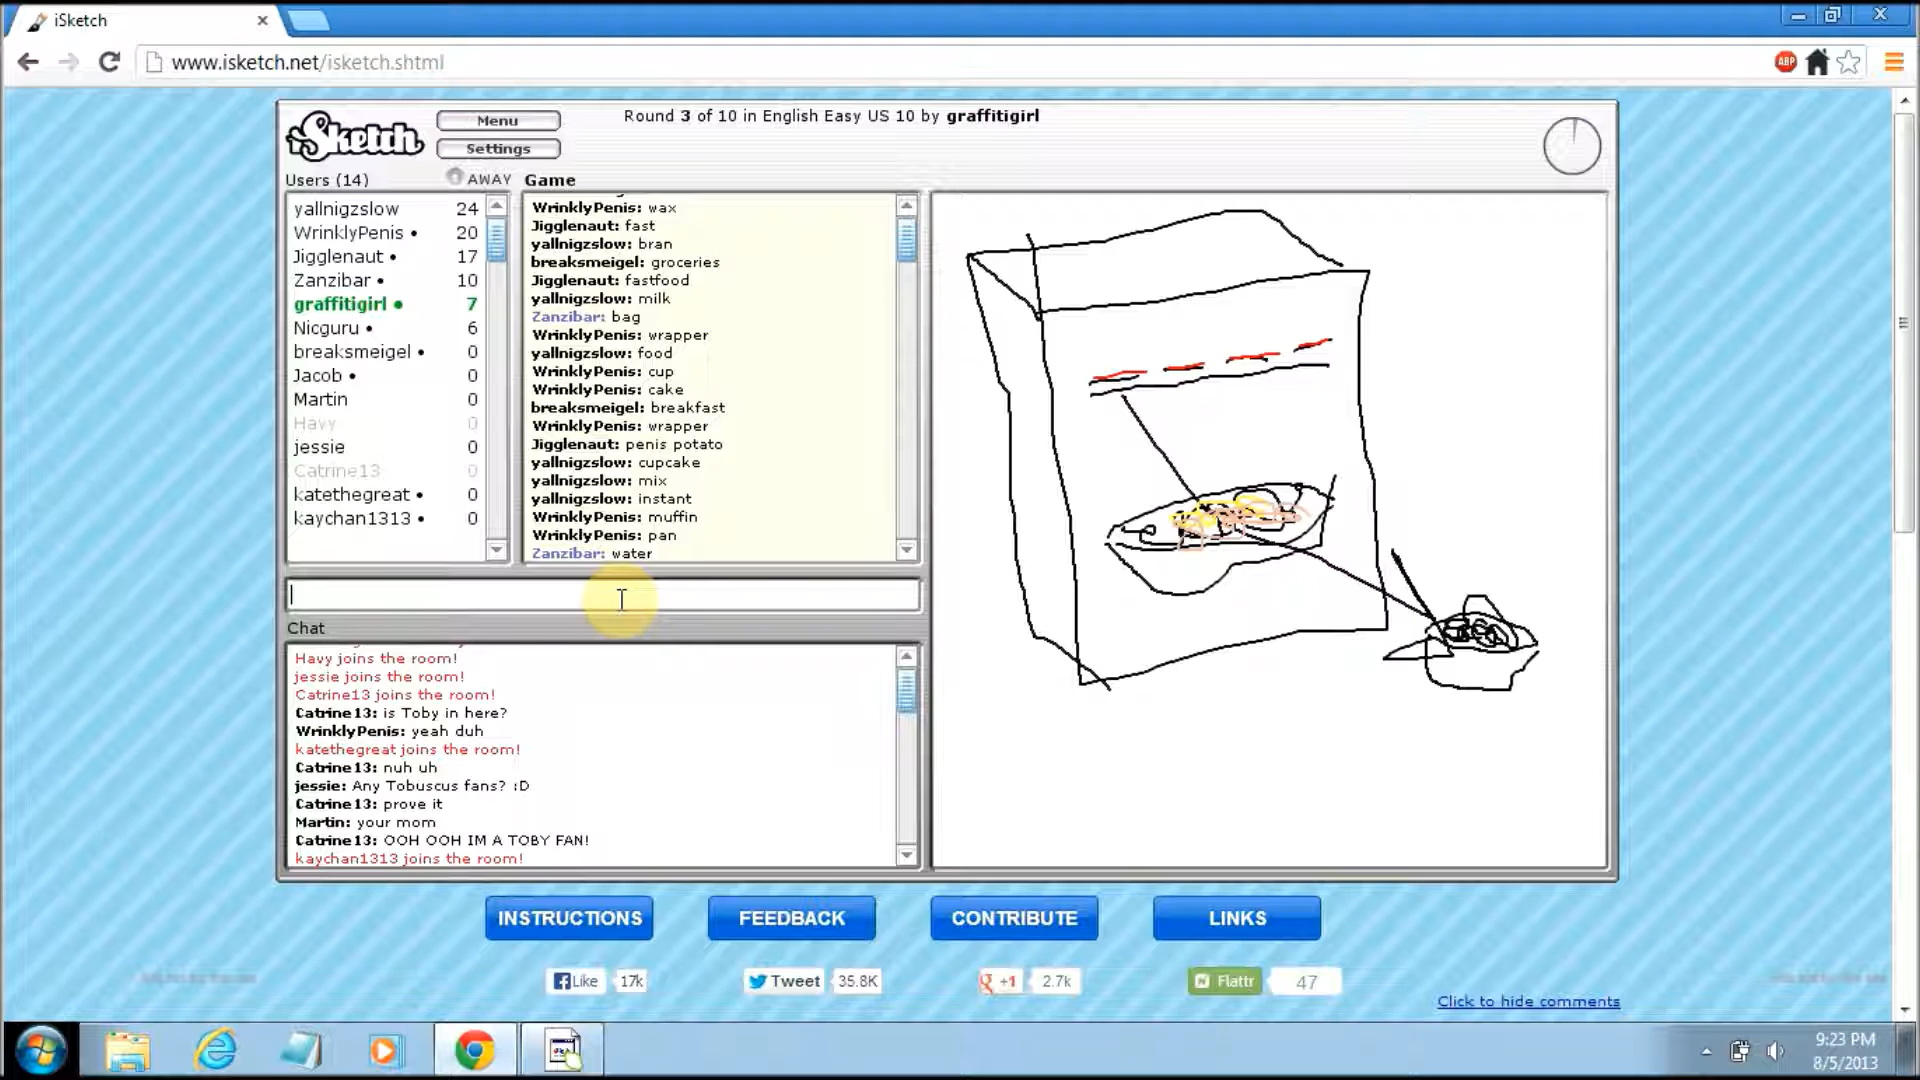 iSketch
www.isketch.net/isketch.shtml
ABP
iSketch
Menu
Settings
Round 3 of 10 in English Easy US 10 by graffitigirl
Users (14)
AWAY
Game
yallnigzslow 24
WrinklyPenis • 20
Jigglenaut • 17
Zanzibar • 10
graffitigirl • 7
Nicguru • 6
breaksmeigel • 0
Jacob • 0
Martin 0
Havy 0
jessie 0
Catrine13 0
katethegreat • 0
kaychan1313 • 0
WrinklyPenis: wax
Jigglenaut: fast
yallnigzslow: bran
breaksmeigel: groceries
Jigglenaut: fastfood
yallnigzslow: milk
Zanzibar: bag
WrinklyPenis: wrapper
yallnigzslow: food
WrinklyPenis: cup
WrinklyPenis: cake
breaksmeigel: breakfast
WrinklyPenis: wrapper
Jigglenaut: penis potato
yallnigzslow: cupcake
yallnigzslow: mix
yallnigzslow: instant
WrinklyPenis: muffin
WrinklyPenis: pan
Zanzibar: water
Chat
Havy joins the room!
jessie joins the room!
Catrine13 joins the room!
Catrine13: is Toby in here?
WrinklyPenis: yeah duh
katethegreat joins the room!
Catrine13: nuh uh
jessie: Any Tobuscus fans? :D
Catrine13: prove it
Martin: your mom
Catrine13: OOH OOH IM A TOBY FAN!
kaychan1313 joins the room!
INSTRUCTIONS
FEEDBACK
CONTRIBUTE
LINKS
Like 17k
Tweet 35.8K
+1 2.7k
Flattr 47
Click to hide comments
9:23 PM
8/5/2013